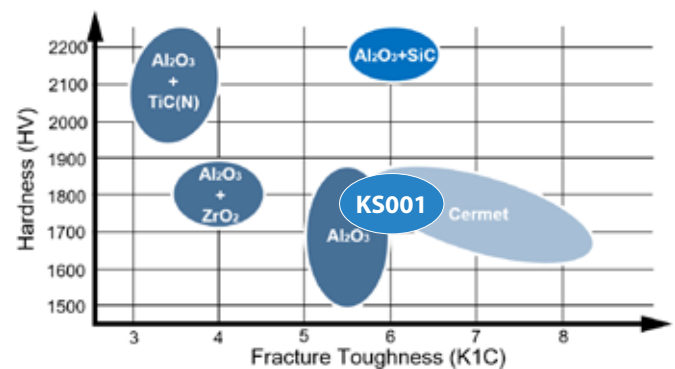 Hardness (HV)
2200
2100
2000
1900
1800
1700
1600
1500
Al₂O₃
+
TiC(N)
Al₂O₃+SiC
Al₂O₃
+
ZrO₂
KS001
Cermet
Al₂O₃
3 4 5 6 7 8
Fracture Toughness (K1C)